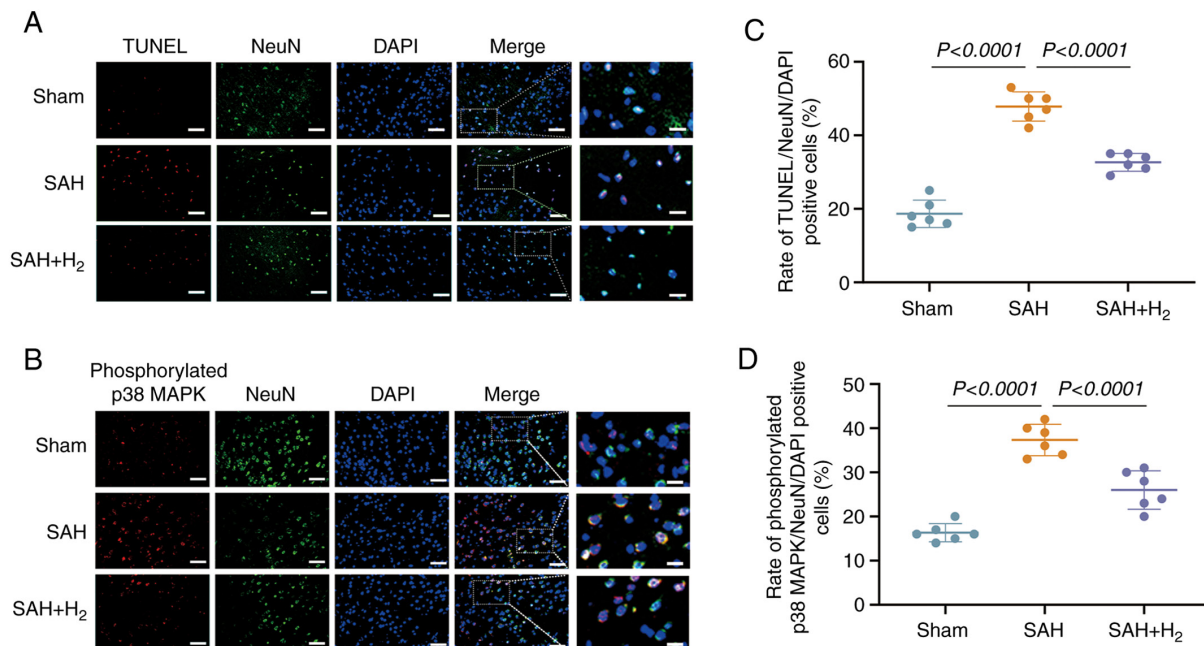 A
TUNEL NeuN DAPI Merge
Sham
SAH
SAH+H₂
B
Phosphorylated
p38 MAPK NeuN DAPI Merge
Sham
SAH
SAH+H₂
C
P<0.0001 P<0.0001
Rate of TUNEL/NeuN/DAPI
positive cells (%)
60
40
20
0
Sham SAH SAH+H₂
D
P<0.0001 P<0.0001
Rate of phosphorylated
p38 MAPK/NeuN/DAPI positive
cells (%)
50
40
30
20
10
0
Sham SAH SAH+H₂